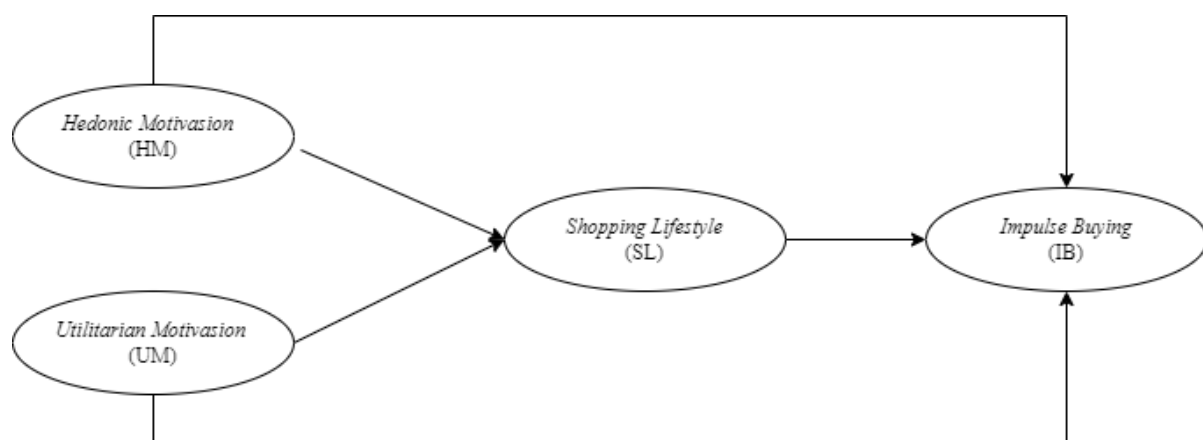 Hedonic Motivasion
(HM)
Shopping Lifestyle
(SL)
Impulse Buying
(IB)
Utilitarian Motivasion
(UM)